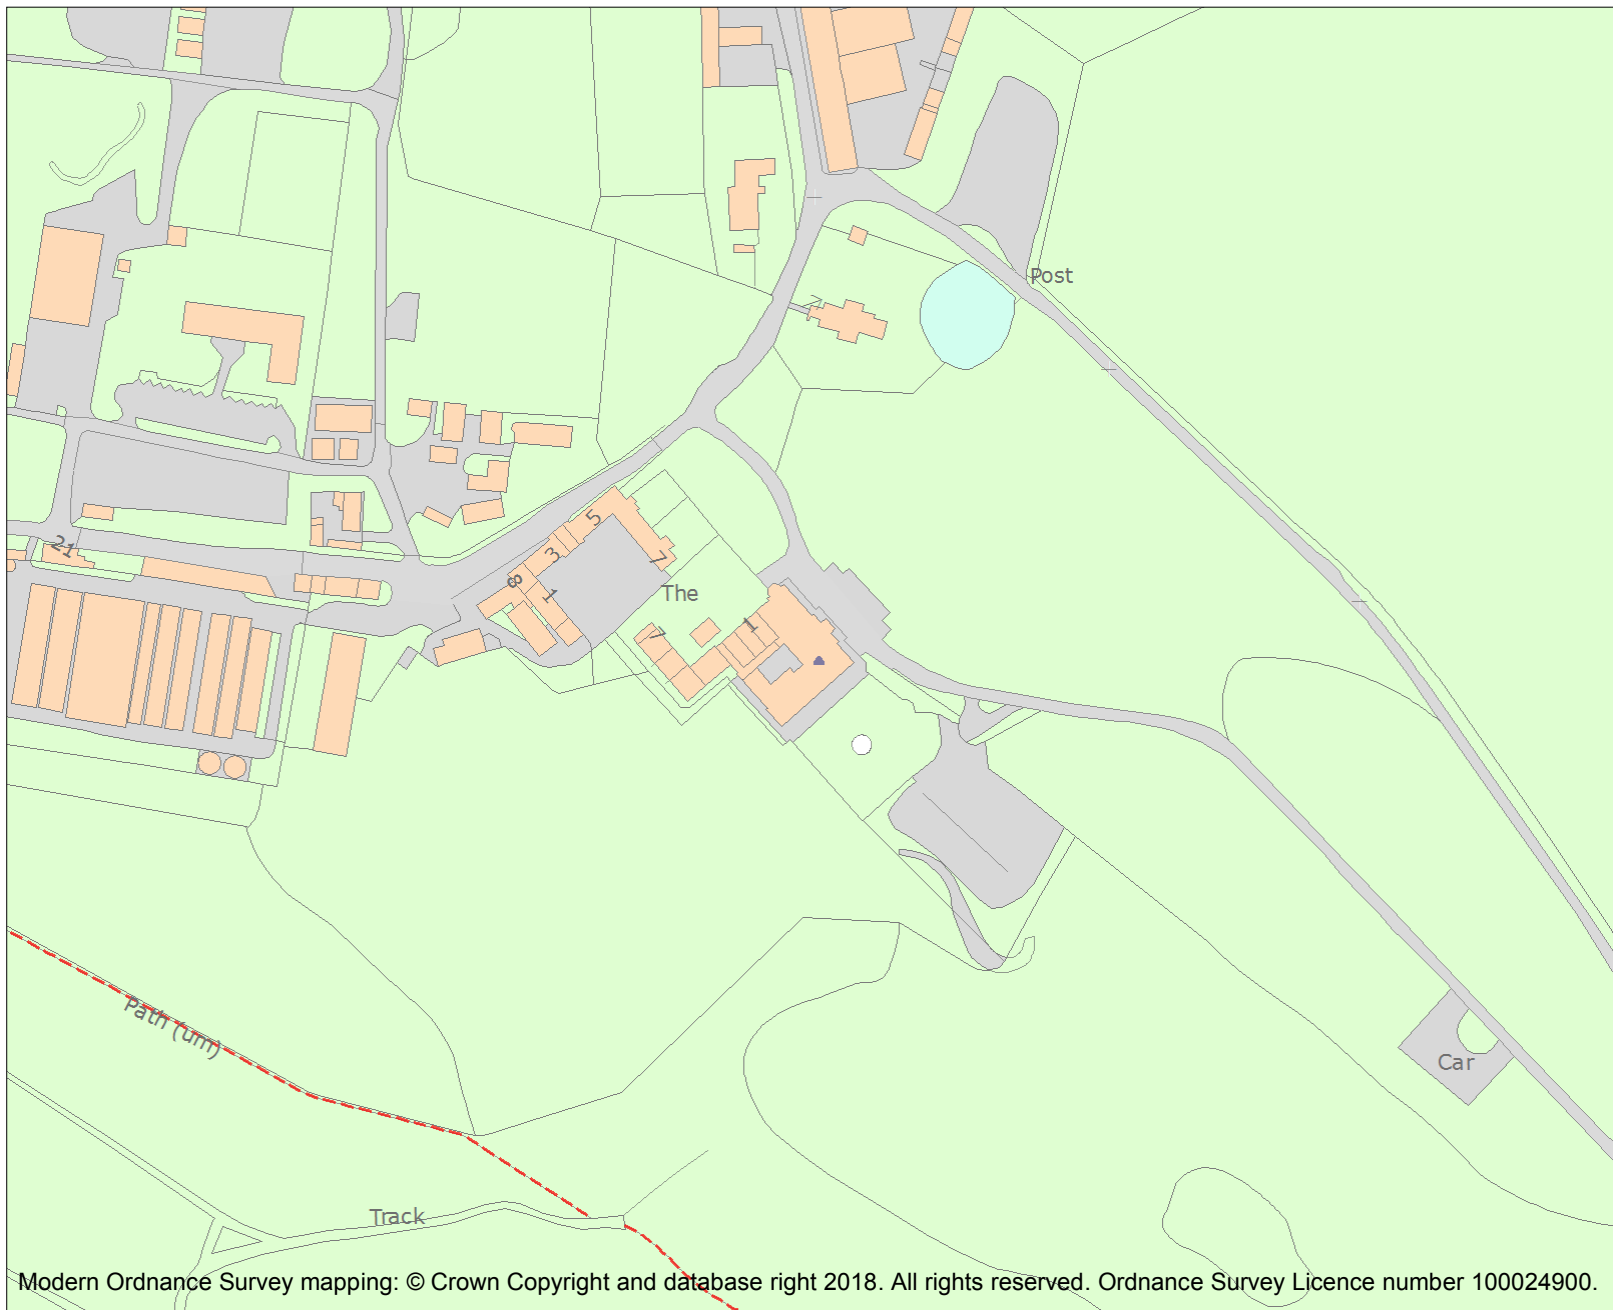 Post
2
5
21
3
7
8
1
The
1
7
Path (um)
Car
Track
Modern Ordnance Survey mapping: © Crown Copyright and database right 2018. All rights reserved. Ordnance Survey Licence number 100024900.